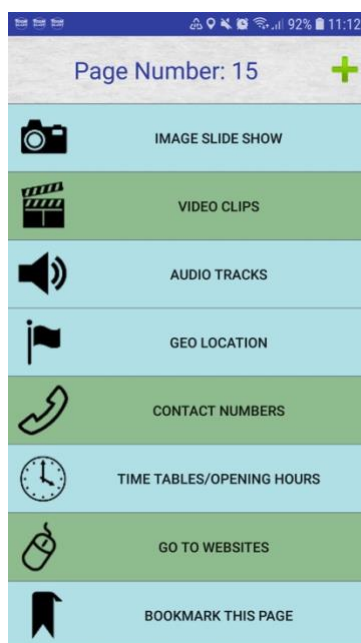 92% 11:12
Page Number: 15
IMAGE SLIDE SHOW
VIDEO CLIPS
AUDIO TRACKS
GEO LOCATION
CONTACT NUMBERS
TIME TABLES/OPENING HOURS
GO TO WEBSITES
BOOKMARK THIS PAGE